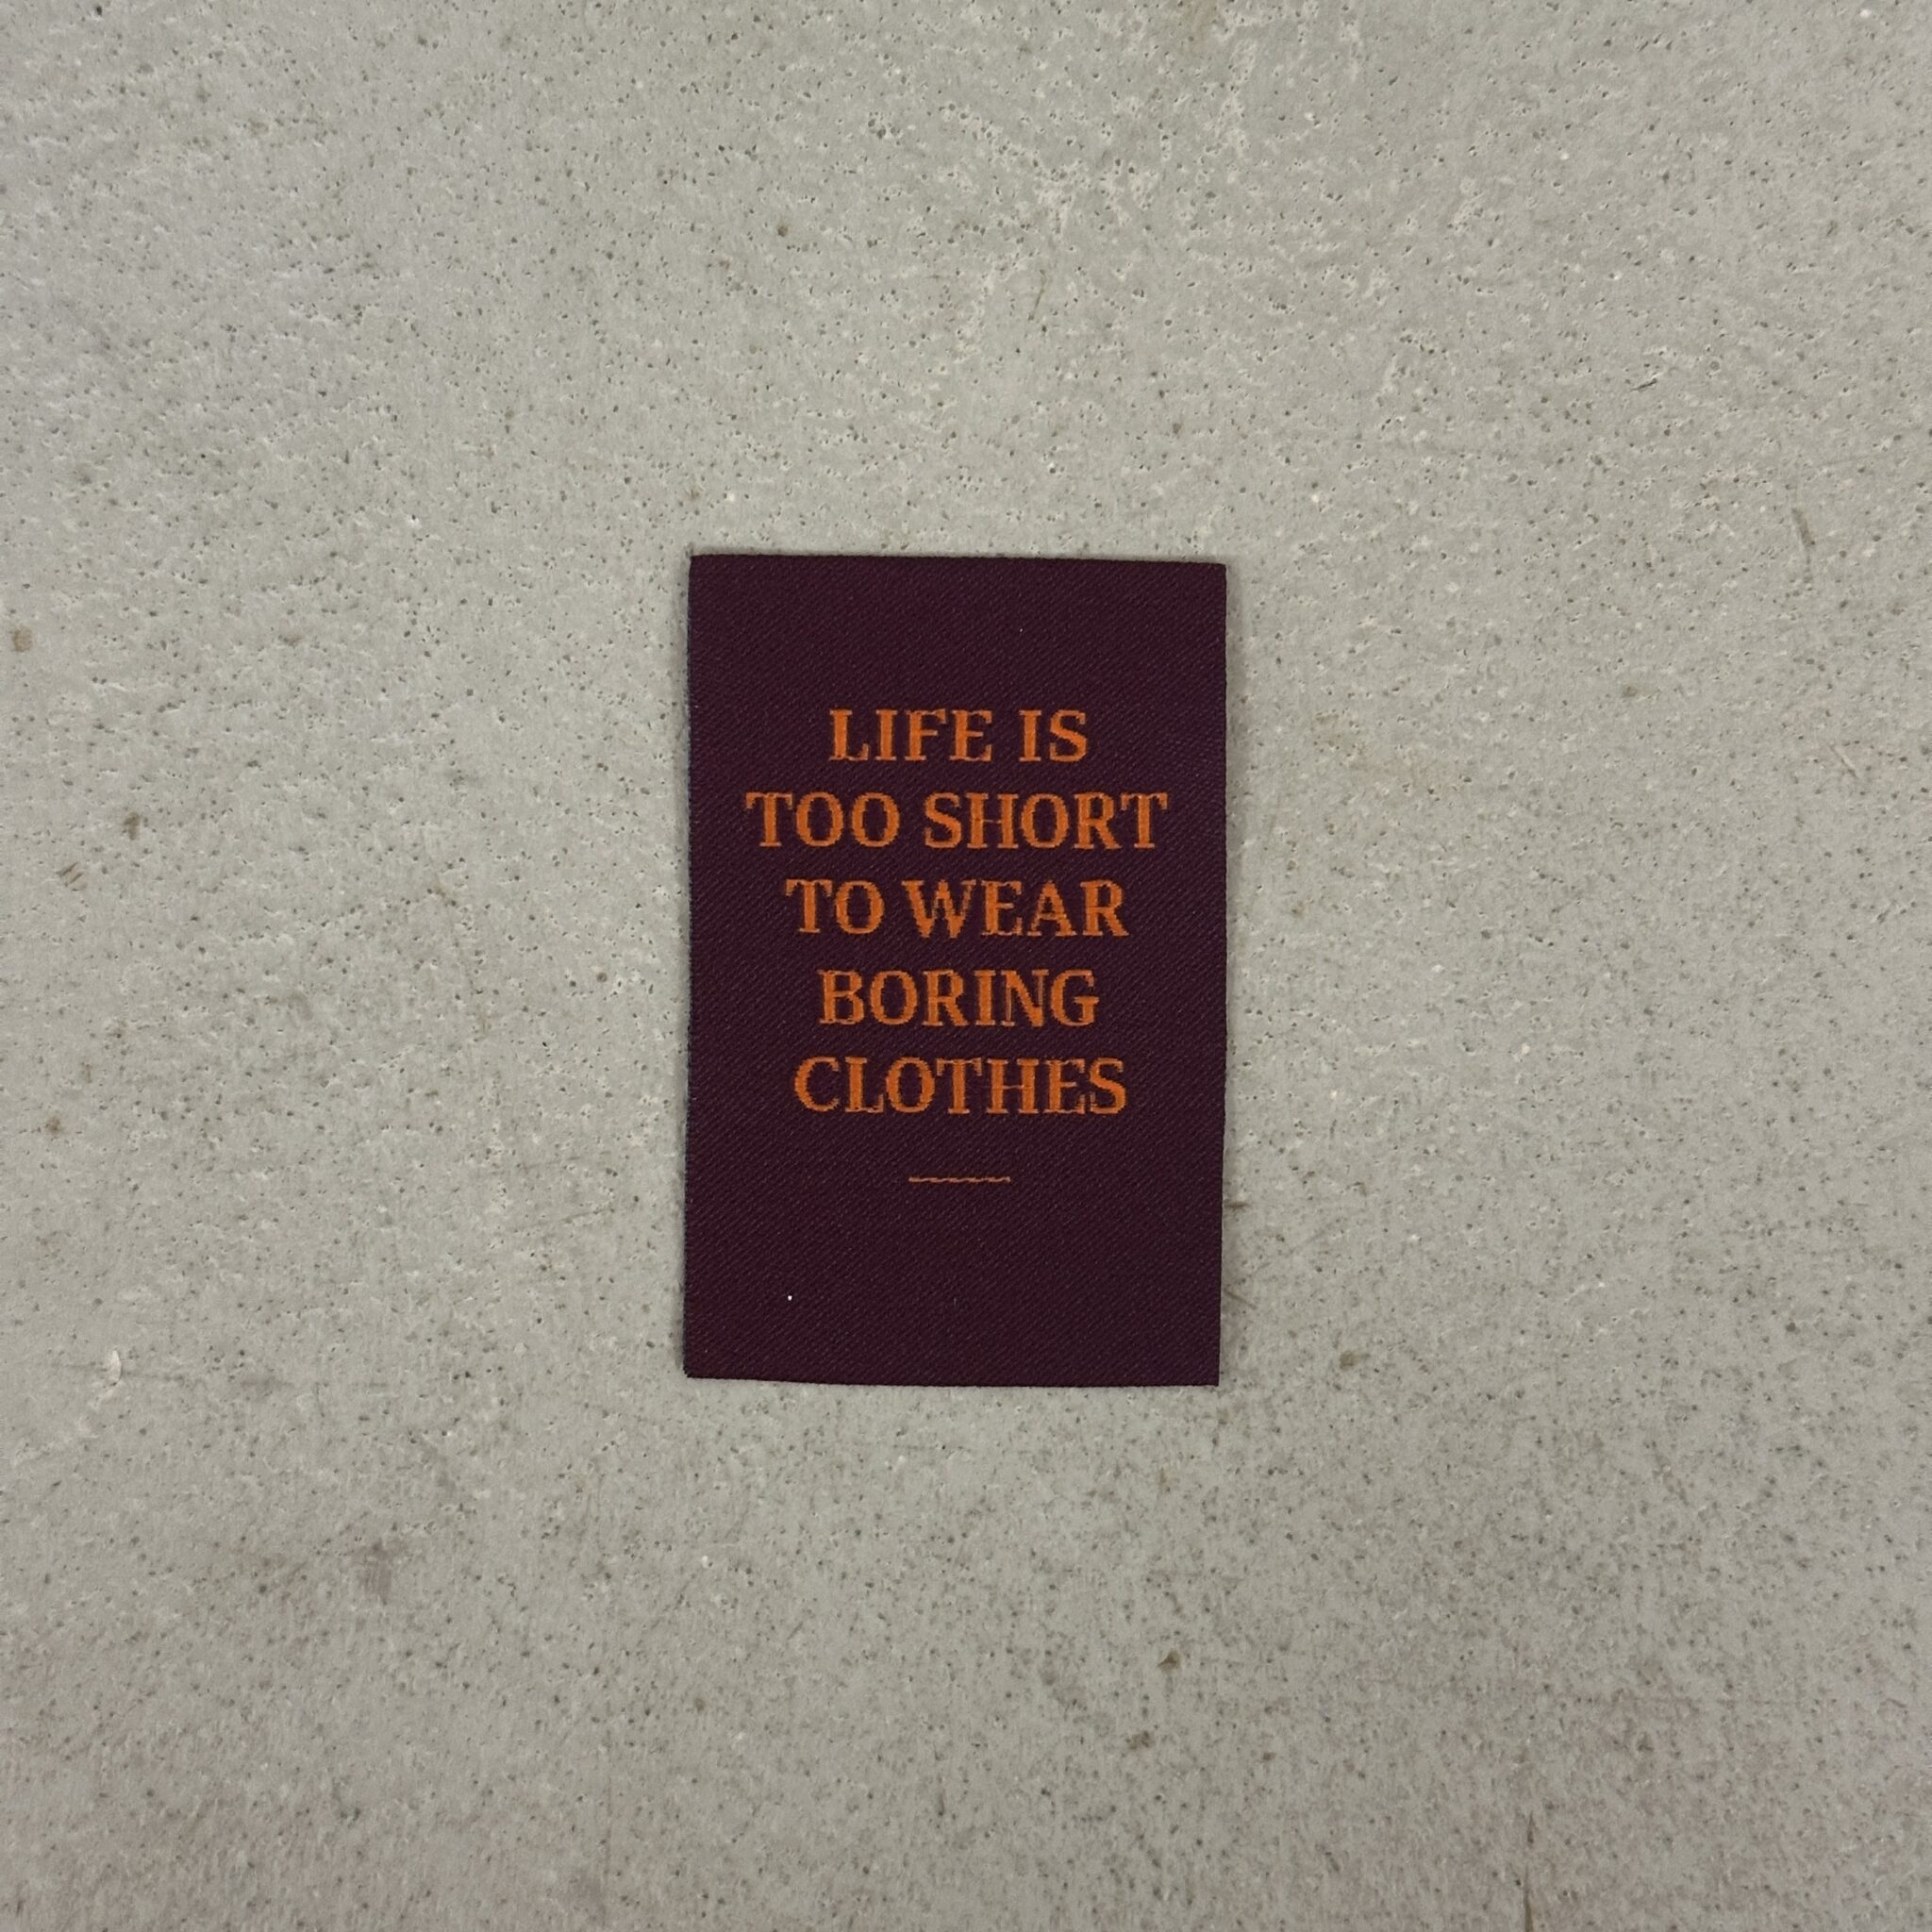 LIFE IS
TOO SHORT
TO WEAR
BORING
CLOTHES